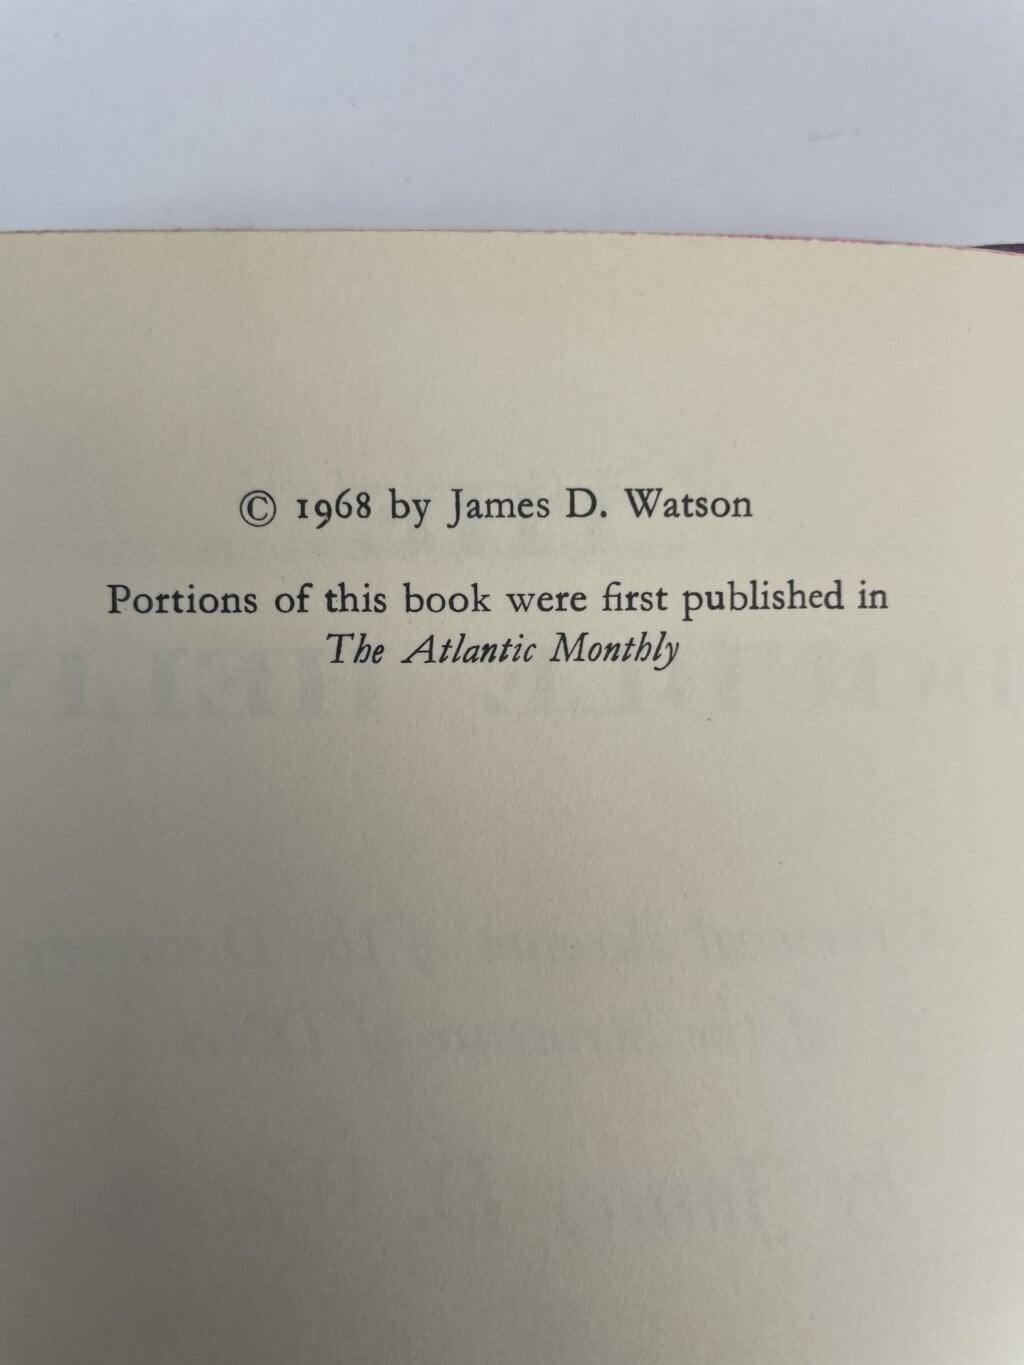 © 1968 by James D. Watson
Portions of this book were first published in
The Atlantic Monthly